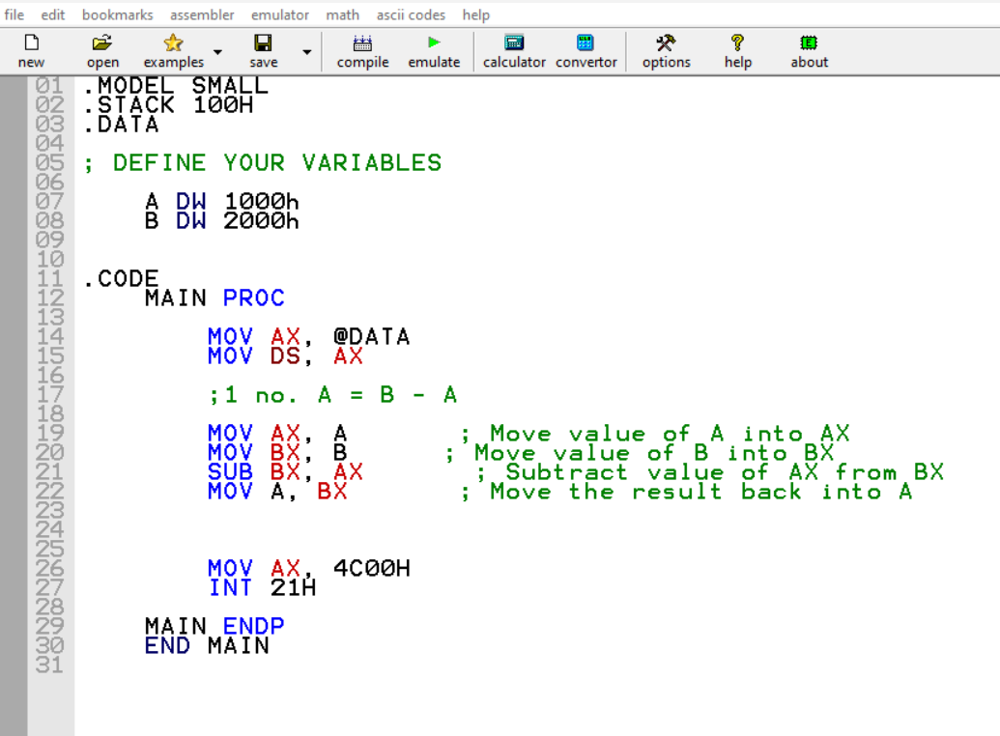 file edit bookmarks assembler emulator math ascii codes help
new open examples save compile emulate calculator convertor options help about
01 .MODEL SMALL
02 .STACK 100H
03 .DATA
04
05 ; DEFINE YOUR VARIABLES
06
07 A DW 1000h
08 B DW 2000h
09
10
11 .CODE
12 MAIN PROC
13
14 MOV AX, @DATA
15 MOV DS, AX
16
17 ;1 no. A = B - A
18
19 MOV AX, A ; Move value of A into AX
20 MOV BX, B ; Move value of B into BX
21 SUB BX, AX ; Subtract value of AX from BX
22 MOV A, BX ; Move the result back into A
23
24
25
26 MOV AX, 4C00H
27 INT 21H
28
29 MAIN ENDP
30 END MAIN
31